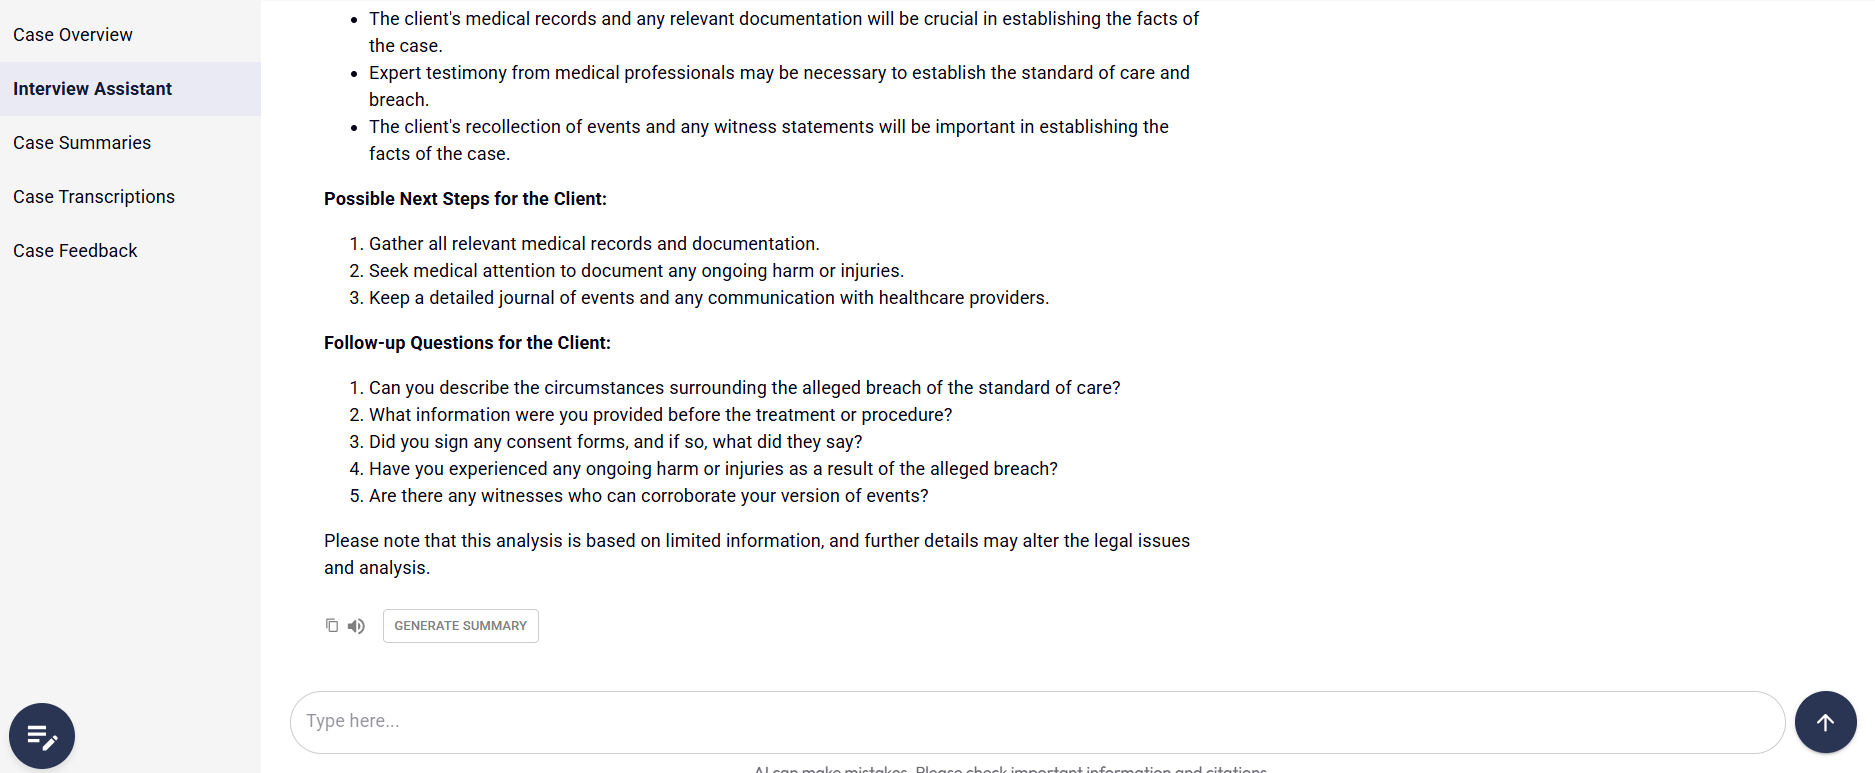 Case Overview
Interview Assistant
Case Summaries
Case Transcriptions
Case Feedback
• The client's medical records and any relevant documentation will be crucial in establishing the facts of
the case.
• Expert testimony from medical professionals may be necessary to establish the standard of care and
breach.
• The client's recollection of events and any witness statements will be important in establishing the
facts of the case.
Possible Next Steps for the Client:
1. Gather all relevant medical records and documentation.
2. Seek medical attention to document any ongoing harm or injuries.
3. Keep a detailed journal of events and any communication with healthcare providers.
Follow-up Questions for the Client:
1. Can you describe the circumstances surrounding the alleged breach of the standard of care?
2. What information were you provided before the treatment or procedure?
3. Did you sign any consent forms, and if so, what did they say?
4. Have you experienced any ongoing harm or injuries as a result of the alleged breach?
5. Are there any witnesses who can corroborate your version of events?
Please note that this analysis is based on limited information, and further details may alter the legal issues
and analysis.
GENERATE SUMMARY
Type here...
AI can make mistakes. Please check important information and citations.